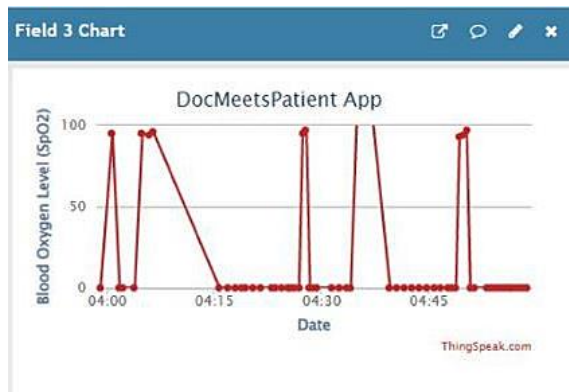 Field 3 Chart
DocMeetsPatient App
Blood Oxygen Level (SpO2)
100
50
0
04:00 04:15 04:30 04:45
Date
ThingSpeak.com